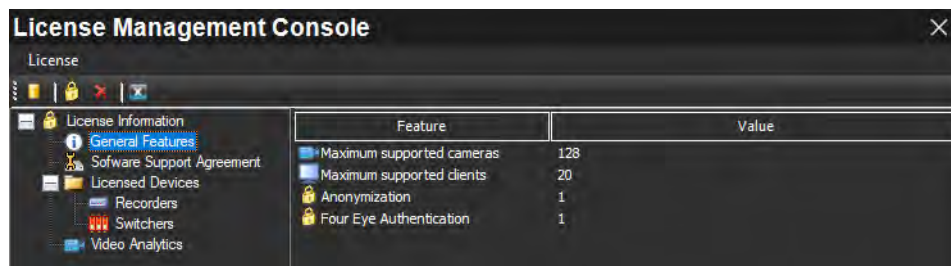 License Management Console
License
License Information
General Features
Sofware Support Agreement
Licensed Devices
Recorders
Switchers
Video Analytics
Feature Value
Maximum supported cameras 128
Maximum supported clients 20
Anonymization 1
Four Eye Authentication 1